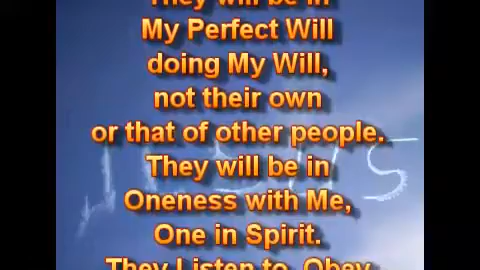 They will be in
My Perfect Will
doing My Will,
not their own
or that of other people.
They will be in
Oneness with Me,
One in Spirit.
They Listen to, Obey
JESUS